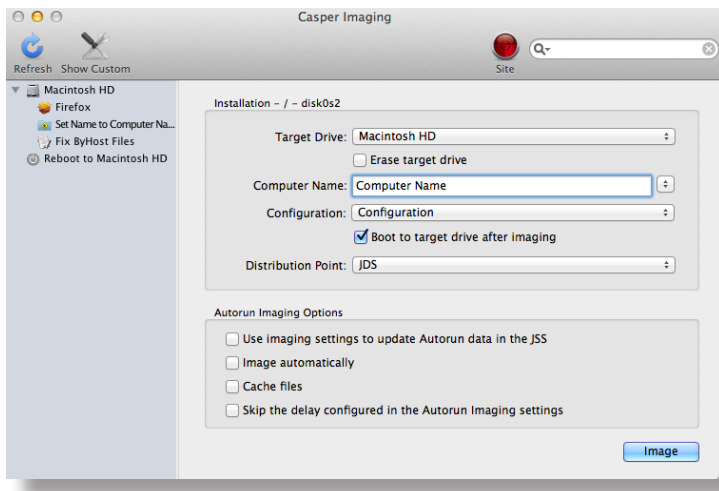 Casper Imaging
Refresh
Show Custom
Site
Macintosh HD
Firefox
Set Name to Computer Na...
Fix ByHost Files
Reboot to Macintosh HD
Installation - / - disk0s2
Target Drive: Macintosh HD
Erase target drive
Computer Name: Computer Name
Configuration: Configuration
Boot to target drive after imaging
Distribution Point: JDS
Autorun Imaging Options
Use imaging settings to update Autorun data in the JSS
Image automatically
Cache files
Skip the delay configured in the Autorun Imaging settings
Image